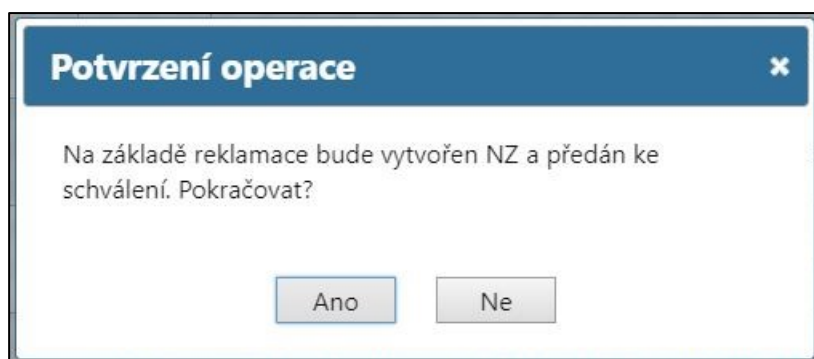 Potvrzení operace
Na základě reklamace bude vytvořen NZ a předán ke
schválení. Pokračovat?
Ano
Ne